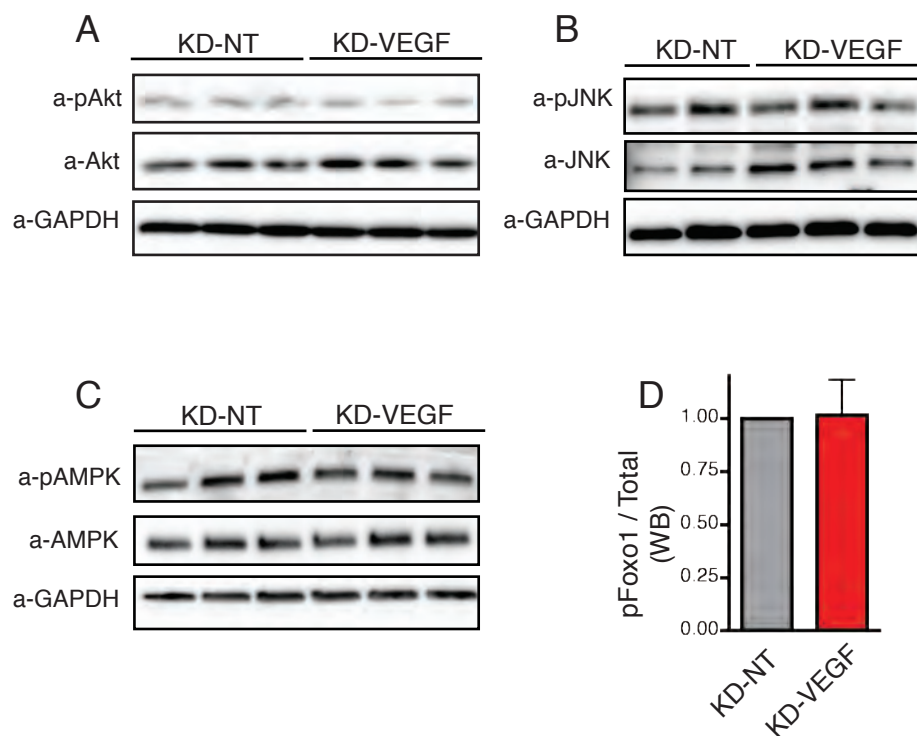 A
KD-NT KD-VEGF
a-pAkt
a-Akt
a-GAPDH
B
KD-NT KD-VEGF
a-pJNK
a-JNK
a-GAPDH
C
KD-NT KD-VEGF
a-pAMPK
a-AMPK
a-GAPDH
D
pFoxo1 / Total
(WB)
1.00
0.75
0.50
0.25
0.00
KD-NT
KD-VEGF